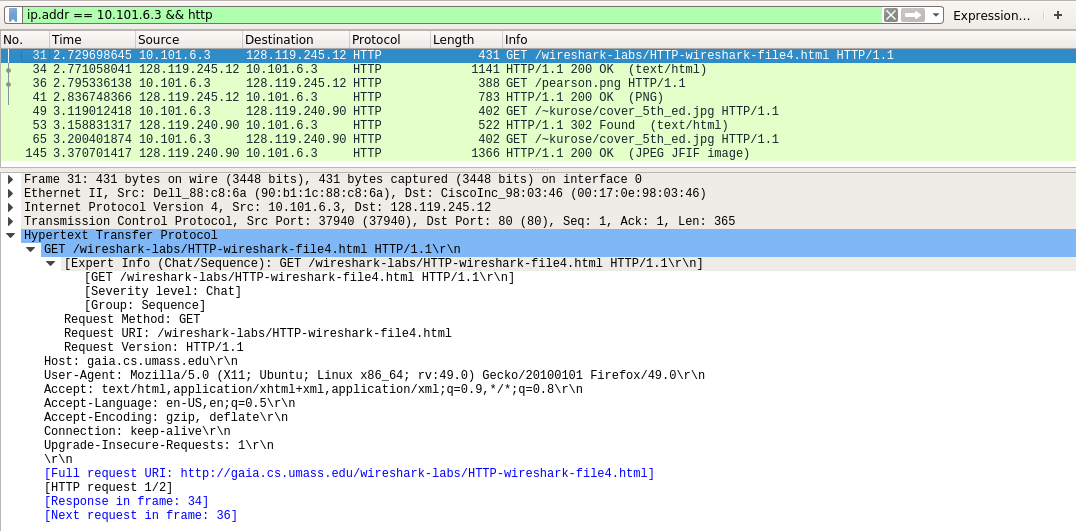 ip.addr == 10.101.6.3 && http Expression... +
No. Time Source Destination Protocol Length Info
31 2.729698645 10.101.6.3 128.119.245.12 HTTP 431 GET /wireshark-labs/HTTP-wireshark-file4.html HTTP/1.1
34 2.771058041 128.119.245.12 10.101.6.3 HTTP 1141 HTTP/1.1 200 OK (text/html)
36 2.795336138 10.101.6.3 128.119.245.12 HTTP 388 GET /pearson.png HTTP/1.1
41 2.836748366 128.119.245.12 10.101.6.3 HTTP 783 HTTP/1.1 200 OK (PNG)
49 3.119012418 10.101.6.3 128.119.240.90 HTTP 402 GET /~kurose/cover_5th_ed.jpg HTTP/1.1
53 3.158831317 128.119.240.90 10.101.6.3 HTTP 522 HTTP/1.1 302 Found (text/html)
65 3.200401874 10.101.6.3 128.119.240.90 HTTP 402 GET /~kurose/cover_5th_ed.jpg HTTP/1.1
145 3.370701417 128.119.240.90 10.101.6.3 HTTP 1366 HTTP/1.1 200 OK (JPEG JFIF image)
Frame 31: 431 bytes on wire (3448 bits), 431 bytes captured (3448 bits) on interface 0
Ethernet II, Src: Dell_88:c8:6a (90:b1:1c:88:c8:6a), Dst: CiscoInc_98:03:46 (00:17:0e:98:03:46)
Internet Protocol Version 4, Src: 10.101.6.3, Dst: 128.119.245.12
Transmission Control Protocol, Src Port: 37940 (37940), Dst Port: 80 (80), Seq: 1, Ack: 1, Len: 365
Hypertext Transfer Protocol
GET /wireshark-labs/HTTP-wireshark-file4.html HTTP/1.1\r\n
[Expert Info (Chat/Sequence): GET /wireshark-labs/HTTP-wireshark-file4.html HTTP/1.1\r\n]
[GET /wireshark-labs/HTTP-wireshark-file4.html HTTP/1.1\r\n]
[Severity level: Chat]
[Group: Sequence]
Request Method: GET
Request URI: /wireshark-labs/HTTP-wireshark-file4.html
Request Version: HTTP/1.1
Host: gaia.cs.umass.edu\r\n
User-Agent: Mozilla/5.0 (X11; Ubuntu; Linux x86_64; rv:49.0) Gecko/20100101 Firefox/49.0\r\n
Accept: text/html,application/xhtml+xml,application/xml;q=0.9,*/*;q=0.8\r\n
Accept-Language: en-US,en;q=0.5\r\n
Accept-Encoding: gzip, deflate\r\n
Connection: keep-alive\r\n
Upgrade-Insecure-Requests: 1\r\n
\r\n
[Full request URI: http://gaia.cs.umass.edu/wireshark-labs/HTTP-wireshark-file4.html]
[HTTP request 1/2]
[Response in frame: 34]
[Next request in frame: 36]